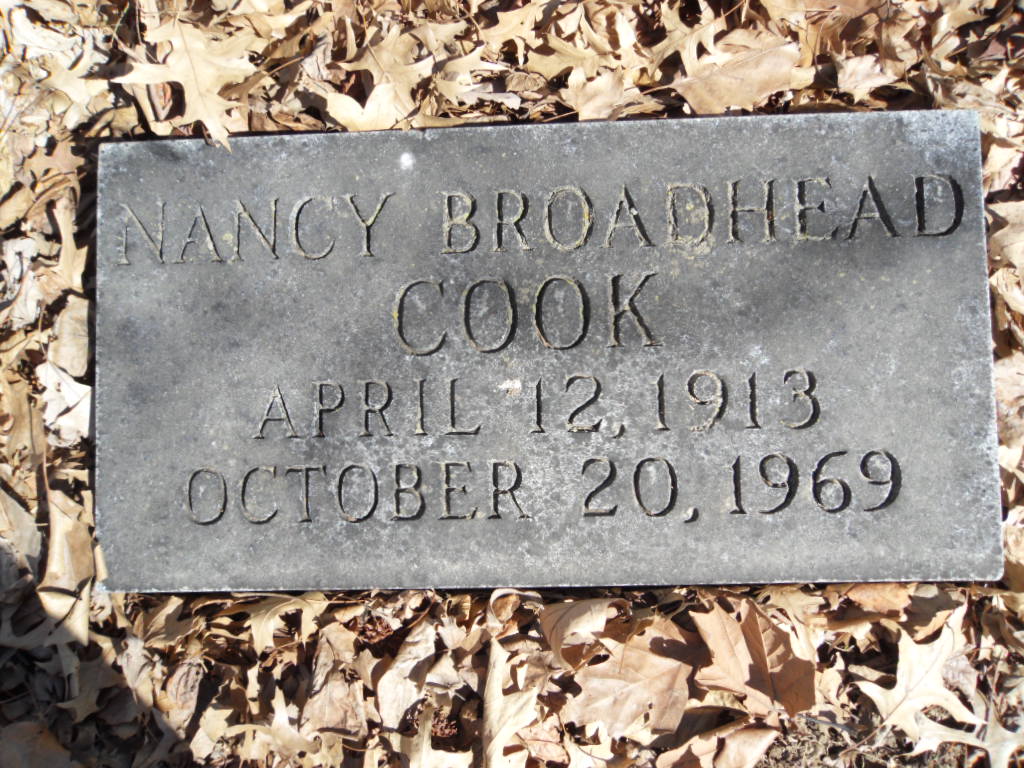 NANCY BROADHEAD
COOK
APRIL 12, 1913
OCTOBER 20, 1969